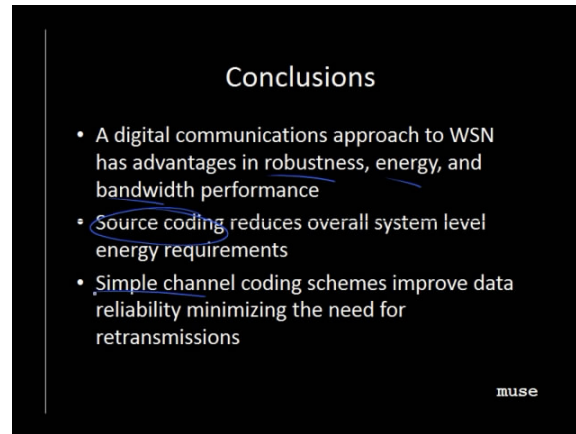 Conclusions
• A digital communications approach to WSN
has advantages in robustness, energy, and
bandwidth performance
• Source coding reduces overall system level
energy requirements
• Simple channel coding schemes improve data
reliability minimizing the need for
retransmissions
muse